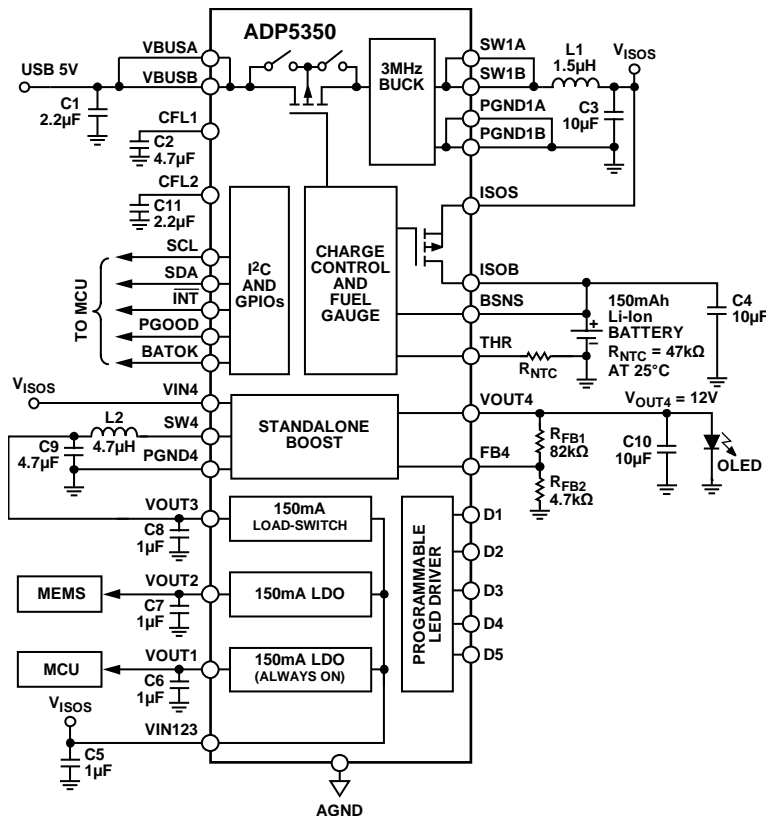 ADP5350
VBUSA
USB 5V
VBUSB
C1
2.2µF
CFL1
C2
4.7µF
CFL2
C11
2.2µF
3MHz
BUCK
SW1A
SW1B
L1
1.5µH
VISOS
PGND1A
PGND1B
C3
10µF
ISOS
TO MCU
SCL
SDA
INT
PGOOD
BATOK
I2C
AND
GPIOs
CHARGE
CONTROL
AND
FUEL
GAUGE
ISOB
BSNS
THR
RNTC
150mAh
Li-Ion
BATTERY
RNTC = 47kΩ
AT 25°C
+
–
C4
10µF
VISOS
VIN4
SW4
L2
4.7µH
C9
4.7µF
PGND4
STANDALONE
BOOST
VOUT4
VOUT4 = 12V
RFB1
82kΩ
FB4
RFB2
4.7kΩ
C10
10µF
OLED
VOUT3
C8
1µF
150mA
LOAD-SWITCH
MEMS
VOUT2
C7
1µF
150mA LDO
MCU
VOUT1
C6
1µF
150mA LDO
(ALWAYS ON)
VISOS
VIN123
C5
1µF
PROGRAMMABLE
LED DRIVER
D1
D2
D3
D4
D5
AGND